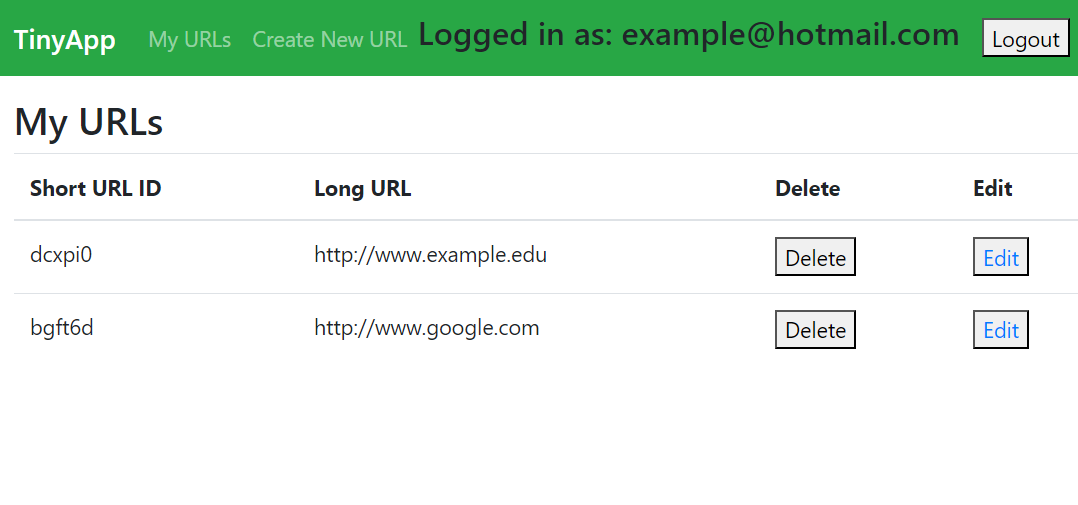 TinyApp My URLs Create New URL Logged in as: example@hotmail.com Logout
My URLs
Short URL ID Long URL Delete Edit
dcxpi0 http://www.example.edu Delete Edit
bgft6d http://www.google.com Delete Edit